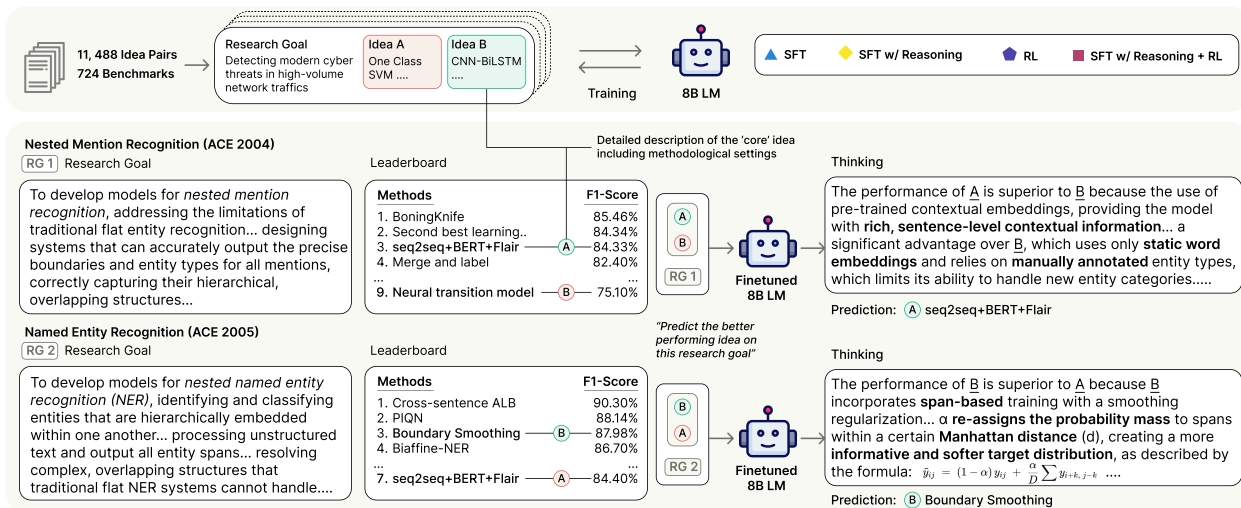 11, 488 Idea Pairs
724 Benchmarks
Research Goal
Detecting modern cyber
threats in high-volume
network traffics
Idea A
One Class
SVM ....
Idea B
CNN-BiLSTM
....
Training
8B LM
SFT
SFT w/ Reasoning
RL
SFT w/ Reasoning + RL
Detailed description of the 'core' idea
including methodological settings
Nested Mention Recognition (ACE 2004)
RG 1 Research Goal
To develop models for nested mention
recognition, addressing the limitations of
traditional flat entity recognition... designing
systems that can accurately output the precise
boundaries and entity types for all mentions,
correctly capturing their hierarchical,
overlapping structures...
Leaderboard
Methods F1-Score
1. BoningKnife 85.46%
2. Second best learning.. 84.34%
3. seq2seq+BERT+Flair A 84.33%
4. Merge and label 82.40%
...
9. Neural transition model B 75.10%
A
B
RG 1
Finetuned
8B LM
Thinking
The performance of A is superior to B because the use of
pre-trained contextual embeddings, providing the model
with rich, sentence-level contextual information... a
significant advantage over B, which uses only static word
embeddings and relies on manually annotated entity types,
which limits its ability to handle new entity categories.....
Prediction: A seq2seq+BERT+Flair
"Predict the better
performing idea on
this research goal"
Named Entity Recognition (ACE 2005)
RG 2 Research Goal
To develop models for nested named entity
recognition (NER), identifying and classifying
entities that are hierarchically embedded
within one another... processing unstructured
text and output all entity spans... resolving
complex, overlapping structures that
traditional flat NER systems cannot handle....
Leaderboard
Methods F1-Score
1. Cross-sentence ALB 90.30%
2. PIQN 88.14%
3. Boundary Smoothing B 87.98%
4. Biaffine-NER 86.70%
...
7. seq2seq+BERT+Flair A 84.40%
B
A
RG 2
Finetuned
8B LM
Thinking
The performance of B is superior to A because B
incorporates span-based training with a smoothing
regularization... α re-assigns the probability mass to spans
within a certain Manhattan distance (d), creating a more
informative and softer target distribution, as described by
the formula: ỹ_ij = (1 − α) y_ij + α/D ∑ y_i+k, j−k ....
Prediction: B Boundary Smoothing